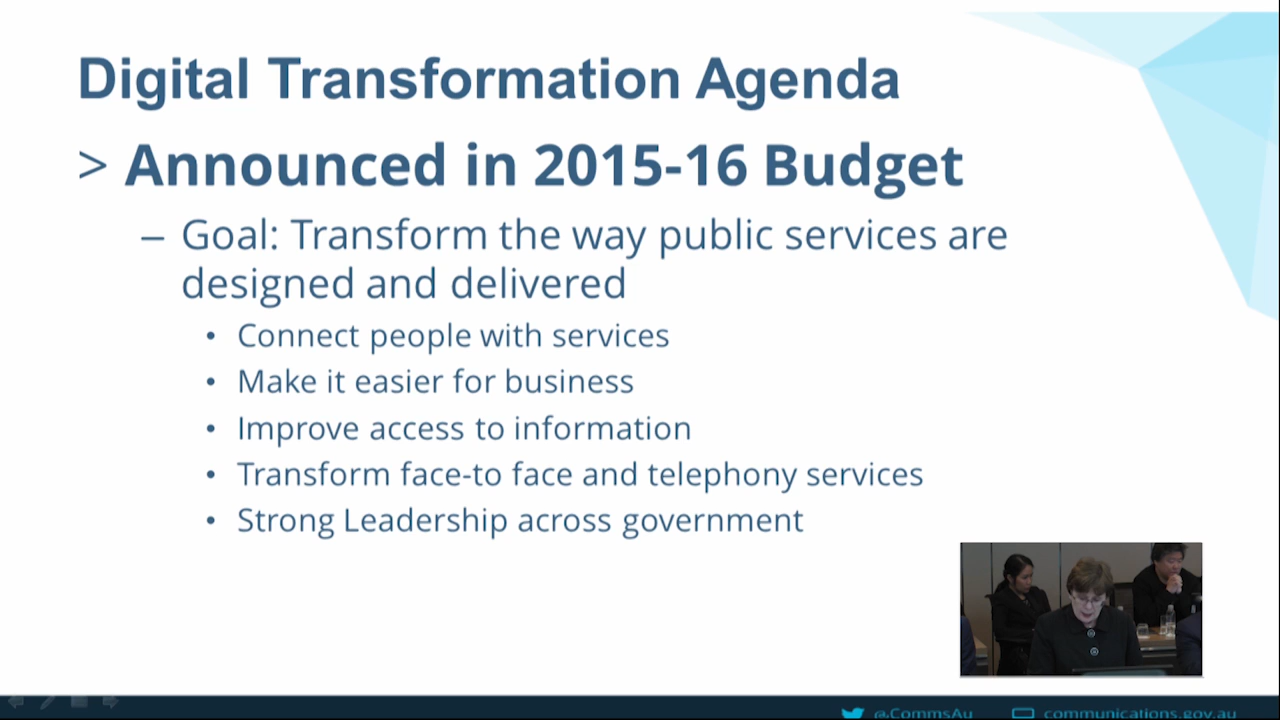 Digital Transformation Agenda
> Announced in 2015-16 Budget
– Goal: Transform the way public services are
designed and delivered
• Connect people with services
• Make it easier for business
• Improve access to information
• Transform face-to face and telephony services
• Strong Leadership across government
@CommsAu communications.gov.au